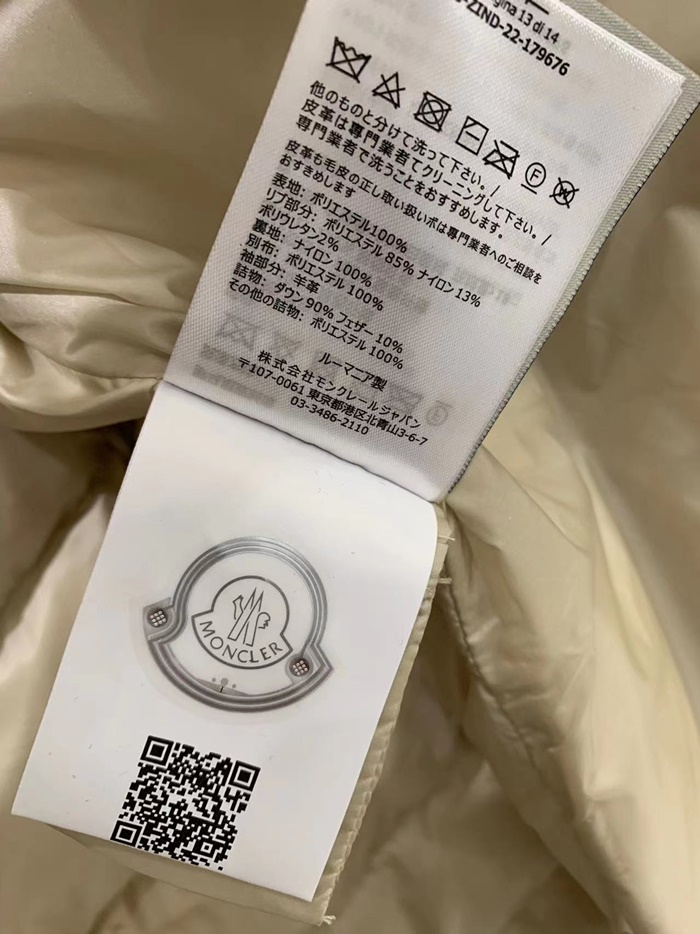 gina 13 di 14
-ZIND-22-179676
他のものと分けて洗って下さい。/
皮革は専門業者でクリーニングして下さい。/
専門業者で洗うことをおすすめします。
皮革も毛皮の正し取り扱いポは専門業者へのご相談を
おすきめします
表地: ポリエステル100%
リブ部分: ポリエステル 85% ナイロン 13%
ポリウレタン2%
裏地: ナイロン 100%
別布: ポリエステル 100%
袖部分: 羊革
詰物: ダウン 90% フェザー 10%
その他の詰物: ポリエステル 100%
ルーマニア製
株式会社モンクレールジャパン
〒107-0061 東京都港区北青山3-6-7
03-3486-2110
MONCLER